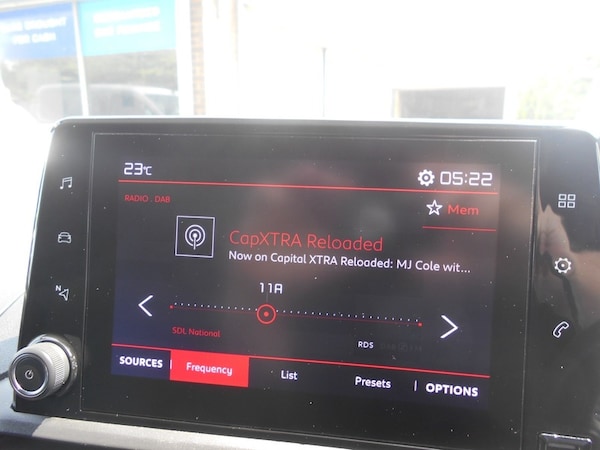 23°C
05:22
RADIO : DAB
Mem
CapXTRA Reloaded
Now on Capital XTRA Reloaded: MJ Cole wit...
11A
SDL National
RDS
SOURCES
Frequency
List
Presets
OPTIONS
N